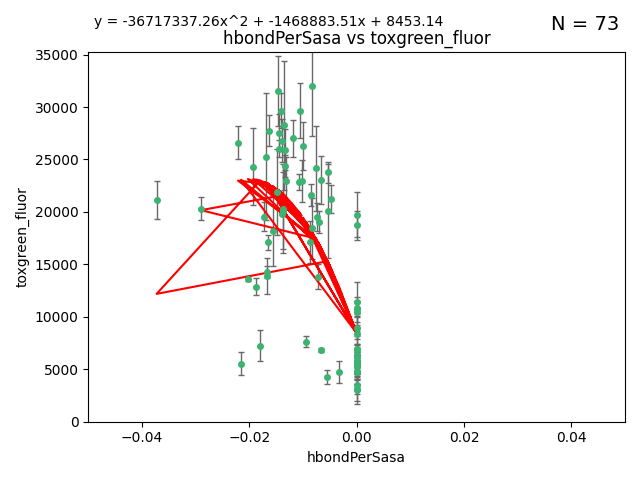 y = -36717337.26x^2 + -1468883.51x + 8453.14
N = 73
hbondPerSasa vs toxgreen_fluor
35000
30000
25000
20000
15000
10000
5000
0
toxgreen_fluor
−0.04
−0.02
0.00
0.02
0.04
hbondPerSasa